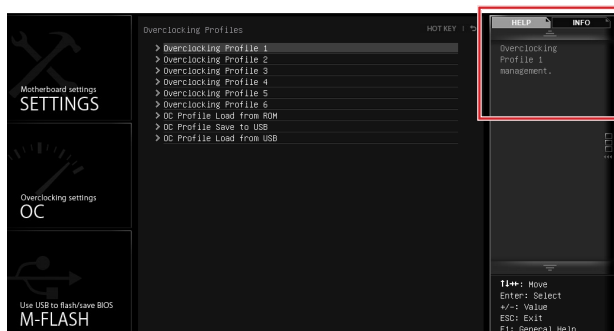 Motherboard settings
SETTINGS
Overclocking settings
OC
Use USB to flash/save BIOS
M-FLASH
Overclocking Profiles
HOT KEY
> Overclocking Profile 1
> Overclocking Profile 2
> Overclocking Profile 3
> Overclocking Profile 4
> Overclocking Profile 5
> Overclocking Profile 6
> OC Profile Load from ROM
> OC Profile Save to USB
> OC Profile Load from USB
HELP
INFO
Overclocking
Profile 1
management.
↑↓→←: Move
Enter: Select
+/-: Value
ESC: Exit
F1: General Help